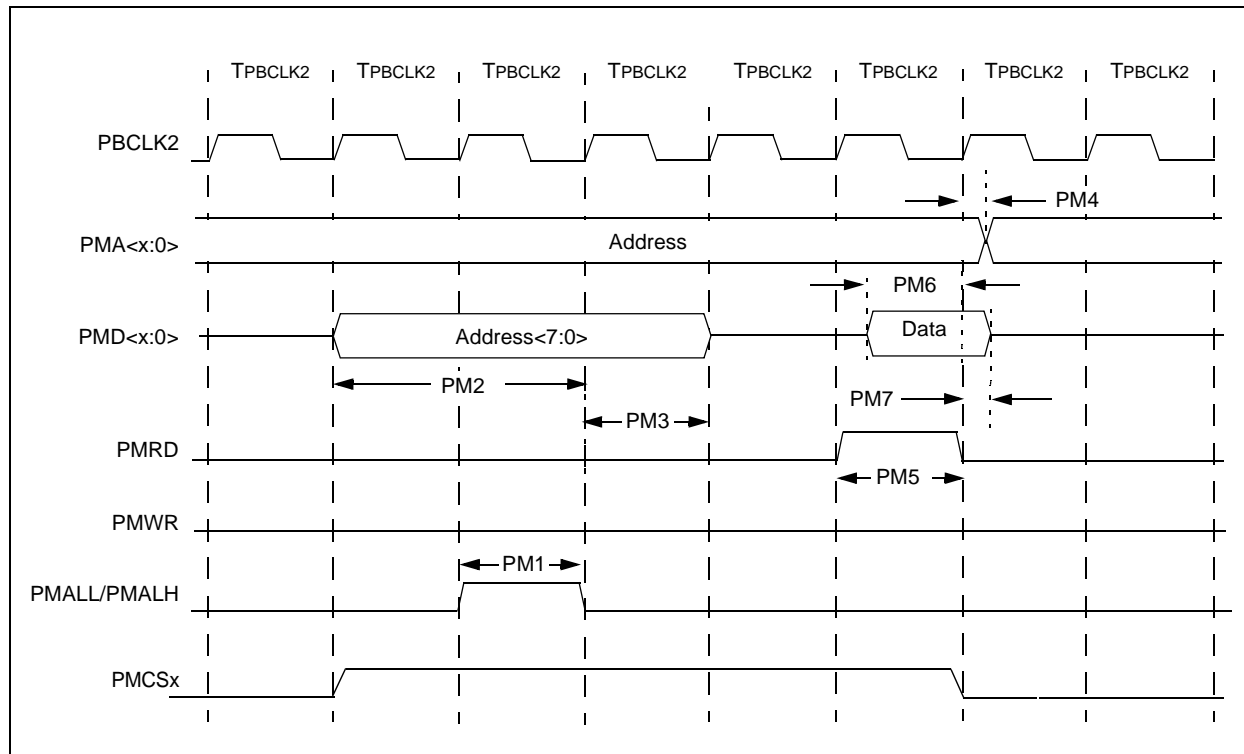 TPBCLK2 TPBCLK2 TPBCLK2 TPBCLK2 TPBCLK2 TPBCLK2 TPBCLK2 TPBCLK2
PBCLK2
PM4
PMA<x:0>
Address
PM6
PMD<x:0>
Address<7:0>
Data
PM2
PM7
PM3
PMRD
PM5
PMWR
PM1
PMALL/PMALH
PMCSx